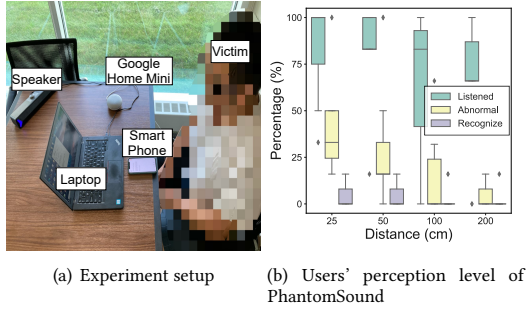 Speaker
Google
Home Mini
Victim
Smart
Phone
Laptop
(a) Experiment setup
100
75
50
25
0
Percentage (%)
Listened
Abnormal
Recognize
25
50
100
200
Distance (cm)
(b) Users' perception level of
PhantomSound